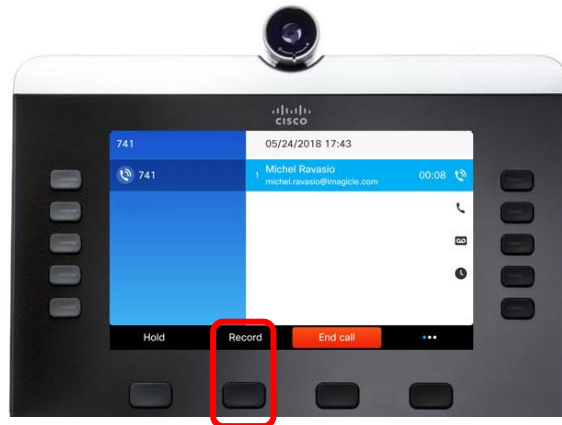 CISCO
741
05/24/2018 17:43
741
1 Michel Ravasio
michel.ravasio@imagicle.com
00:08
Hold
Record
End call